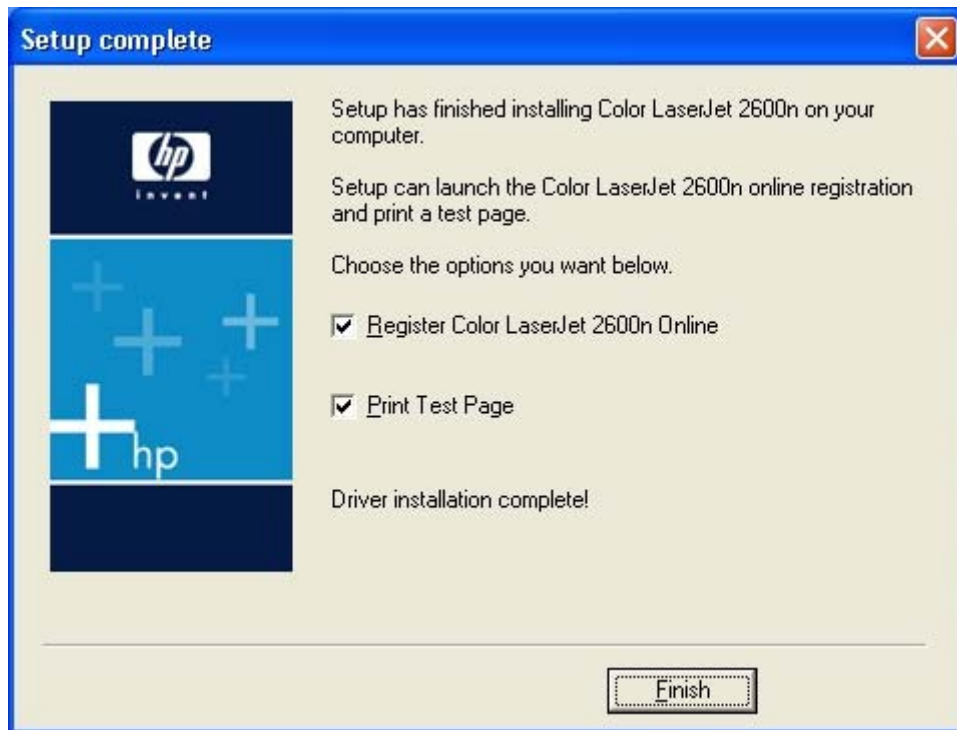 Setup complete
hp
invent
Setup has finished installing Color LaserJet 2600n on your
computer.
Setup can launch the Color LaserJet 2600n online registration
and print a test page.
Choose the options you want below.
Register Color LaserJet 2600n Online
Print Test Page
hp
Driver installation complete!
Finish